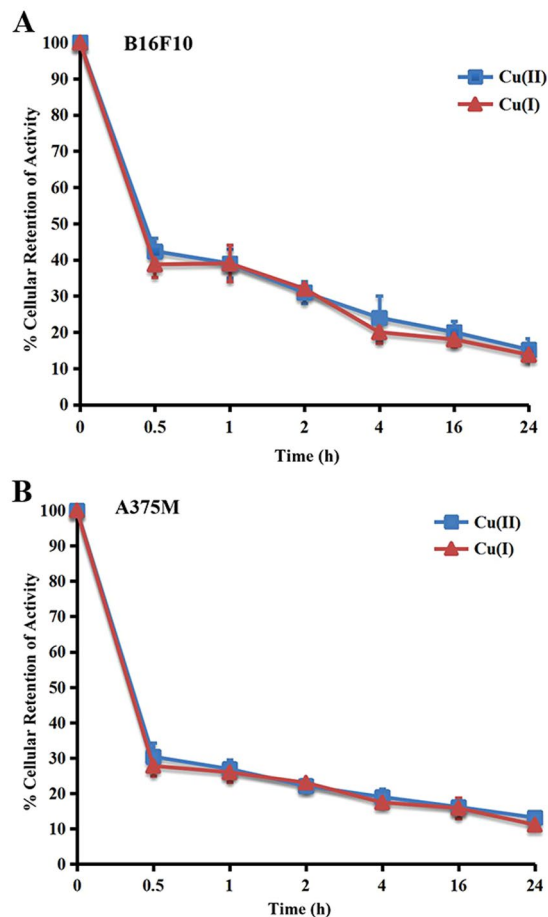 A
B16F10
Cu(II)
Cu(I)
% Cellular Retention of Activity
100
90
80
70
60
50
40
30
20
10
0
0 0.5 1 2 4 16 24
Time (h)
B
A375M
Cu(II)
Cu(I)
% Cellular Retention of Activity
100
90
80
70
60
50
40
30
20
10
0
0 0.5 1 2 4 16 24
Time (h)